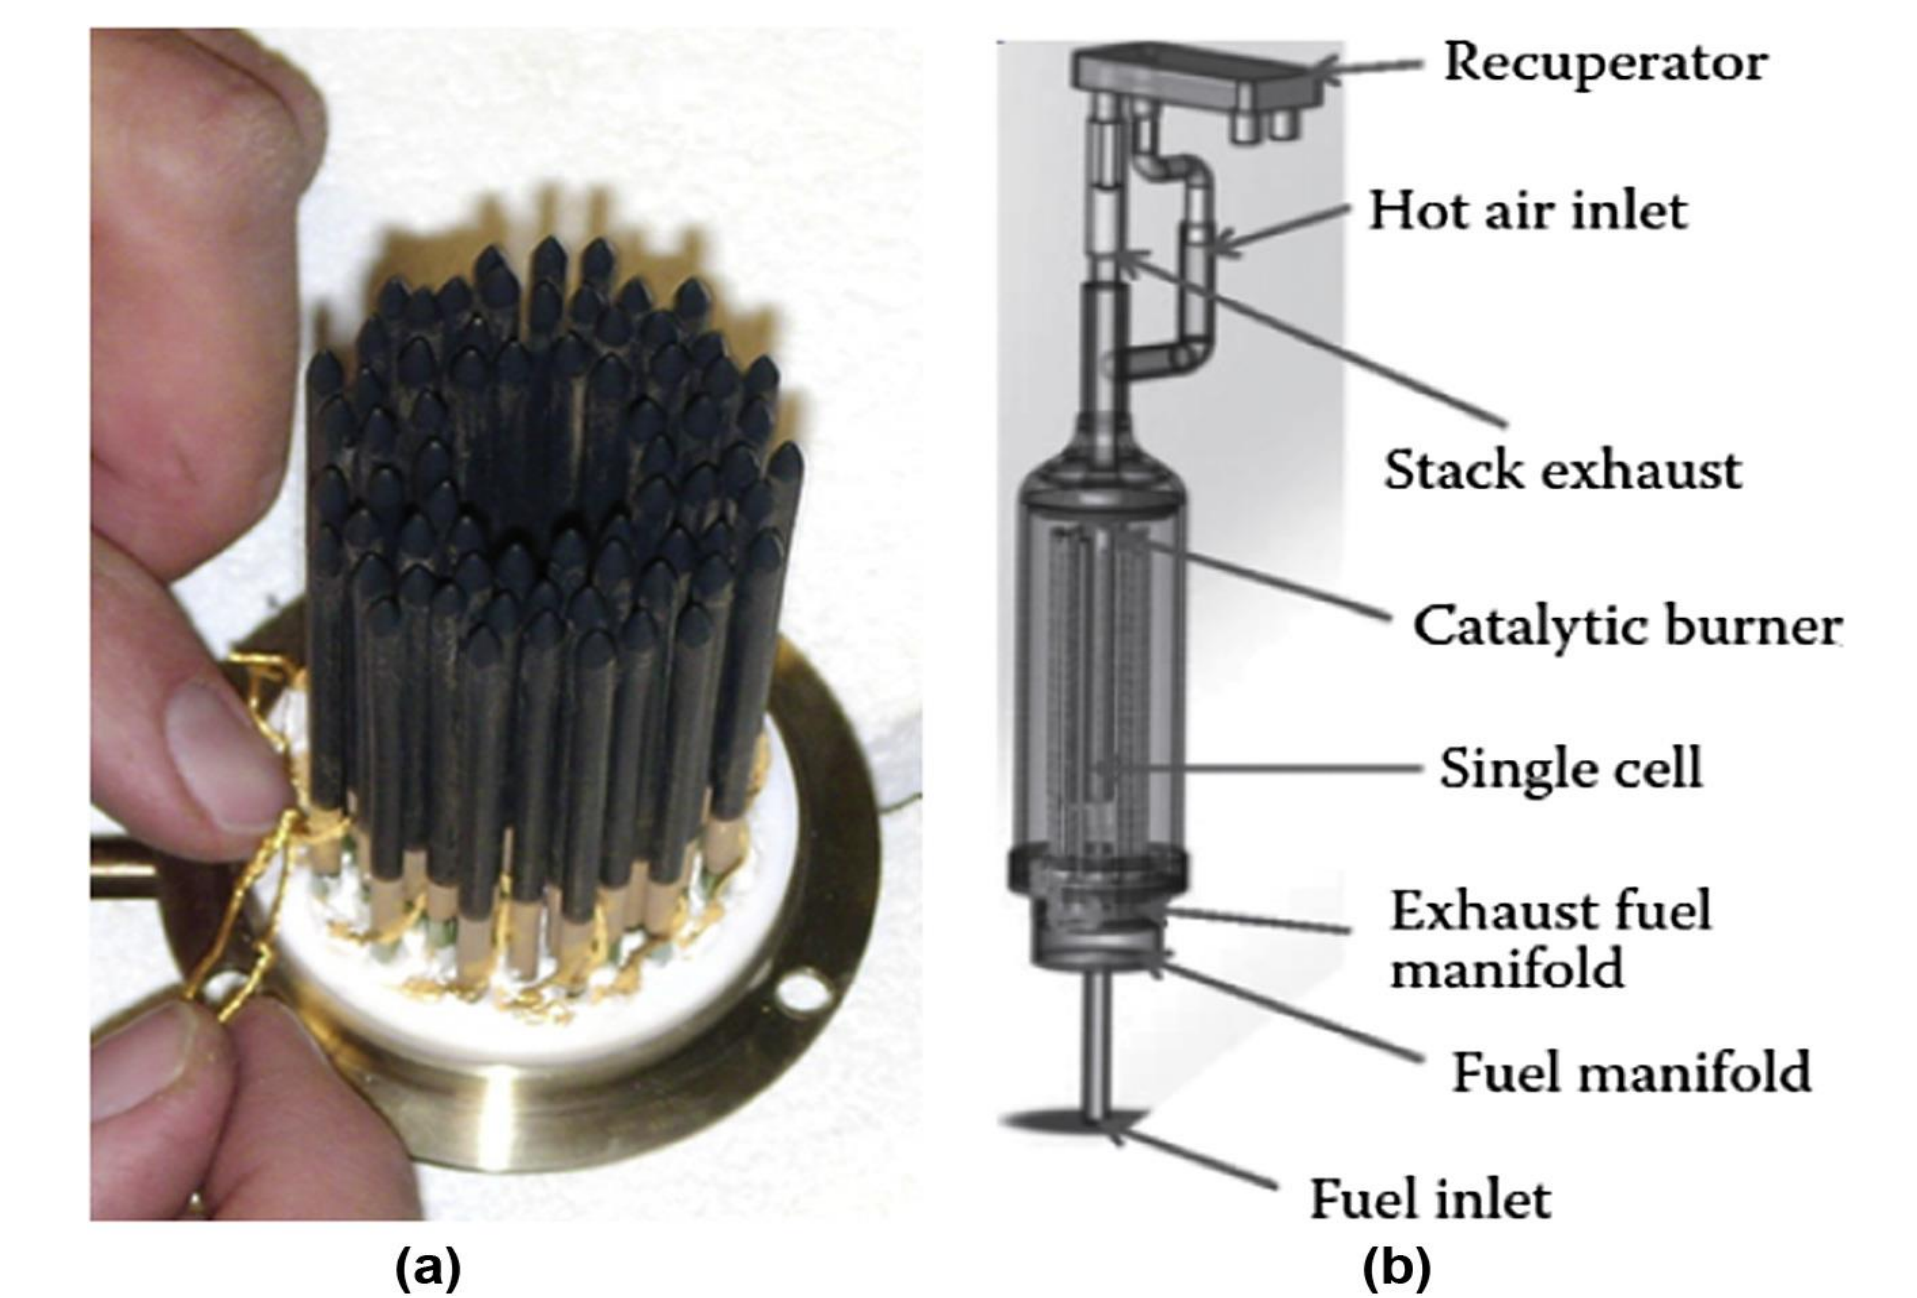 Recuperator
Hot air inlet
Stack exhaust
Catalytic burner
Single cell
Exhaust fuel
manifold
Fuel manifold
Fuel inlet
(a)
(b)